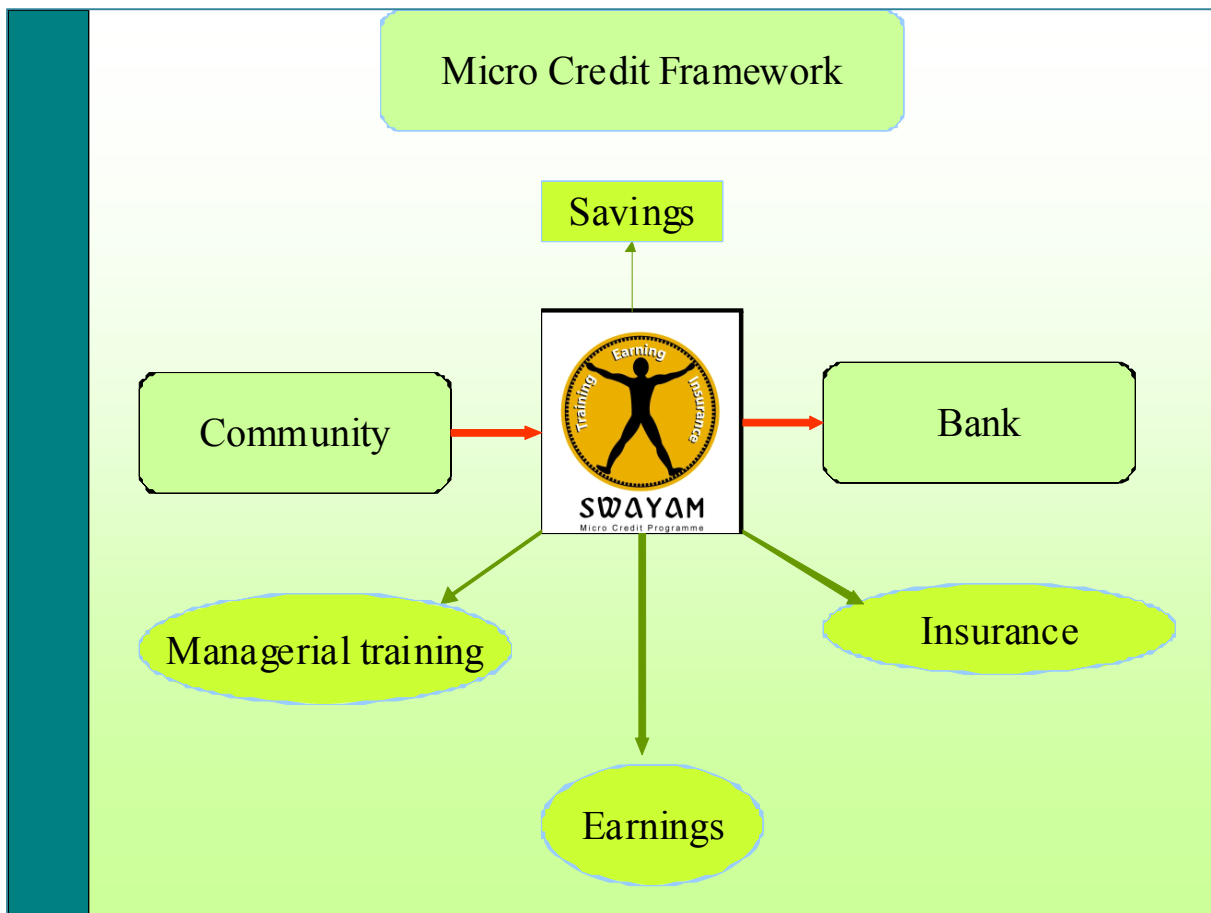 Micro Credit Framework
Savings
Training
Earning
Insurance
SWAYAM
Micro Credit Programme
Community
Bank
Managerial training
Insurance
Earnings